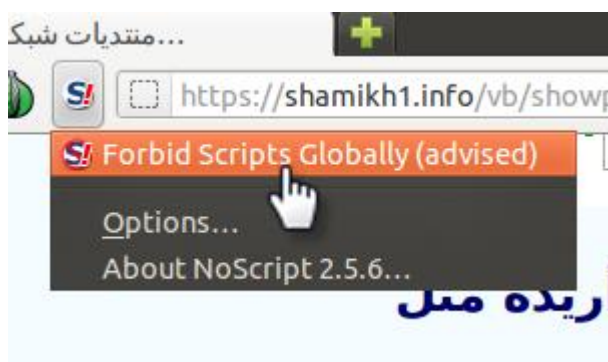 منتديات شبك...
https://shamikh1.info/vb/showp
Forbid Scripts Globally (advised)
Options...
About NoScript 2.5.6...
ريده مثل